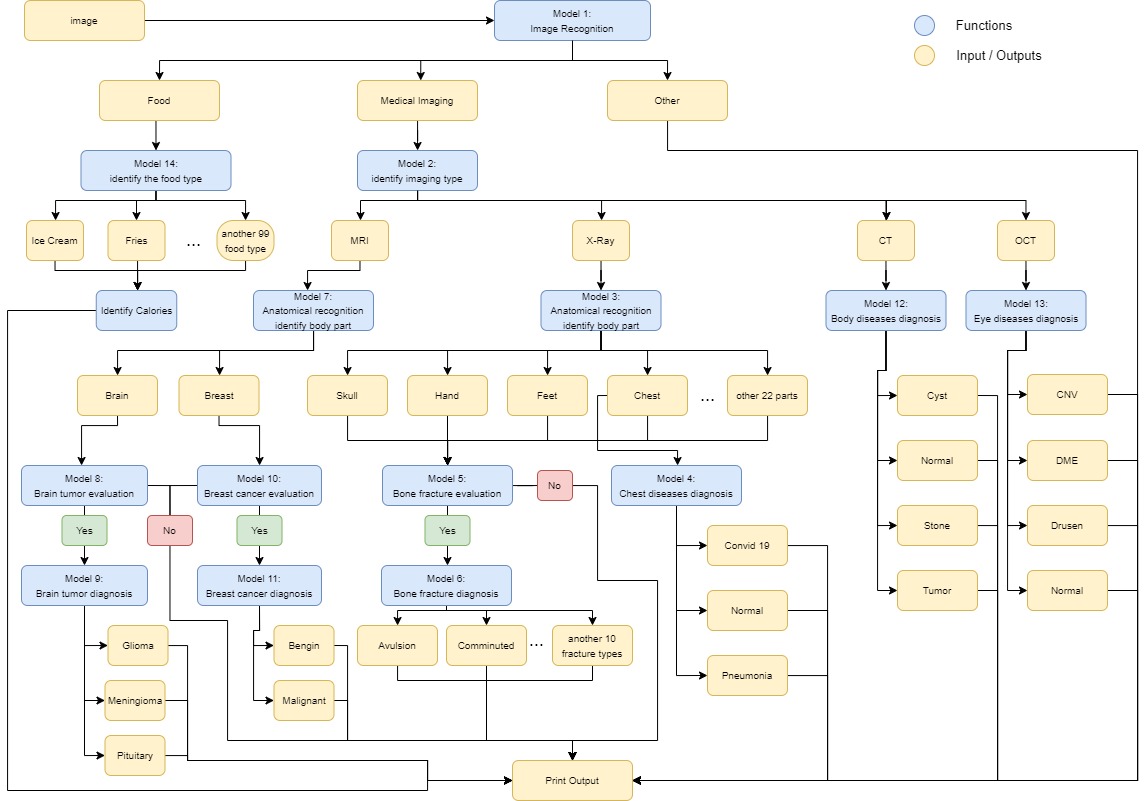 image
Model 1:
Image Recognition
Functions
Input / Outputs
Food
Medical Imaging
Other
Model 14:
identify the food type
Model 2:
identify imaging type
Ice Cream
Fries
...
another 99
food type
MRI
X-Ray
CT
OCT
Identify Calories
Model 7:
Anatomical recognition
identify body part
Model 3:
Anatomical recognition
identify body part
Model 12:
Body diseases diagnosis
Model 13:
Eye diseases diagnosis
Brain
Breast
Skull
Hand
Feet
Chest
...
other 22 parts
Cyst
CNV
Normal
DME
Model 8:
Brain tumor evaluation
Model 10:
Breast cancer evaluation
Model 5:
Bone fracture evaluation
No
Model 4:
Chest diseases diagnosis
Yes
No
Yes
Yes
Stone
Drusen
Convid 19
Model 9:
Brain tumor diagnosis
Model 11:
Breast cancer diagnosis
Model 6:
Bone fracture diagnosis
Tumor
Normal
Normal
Glioma
Bengin
Avulsion
Comminuted
...
another 10
fracture types
Pneumonia
Meningioma
Malignant
Pituitary
Print Output